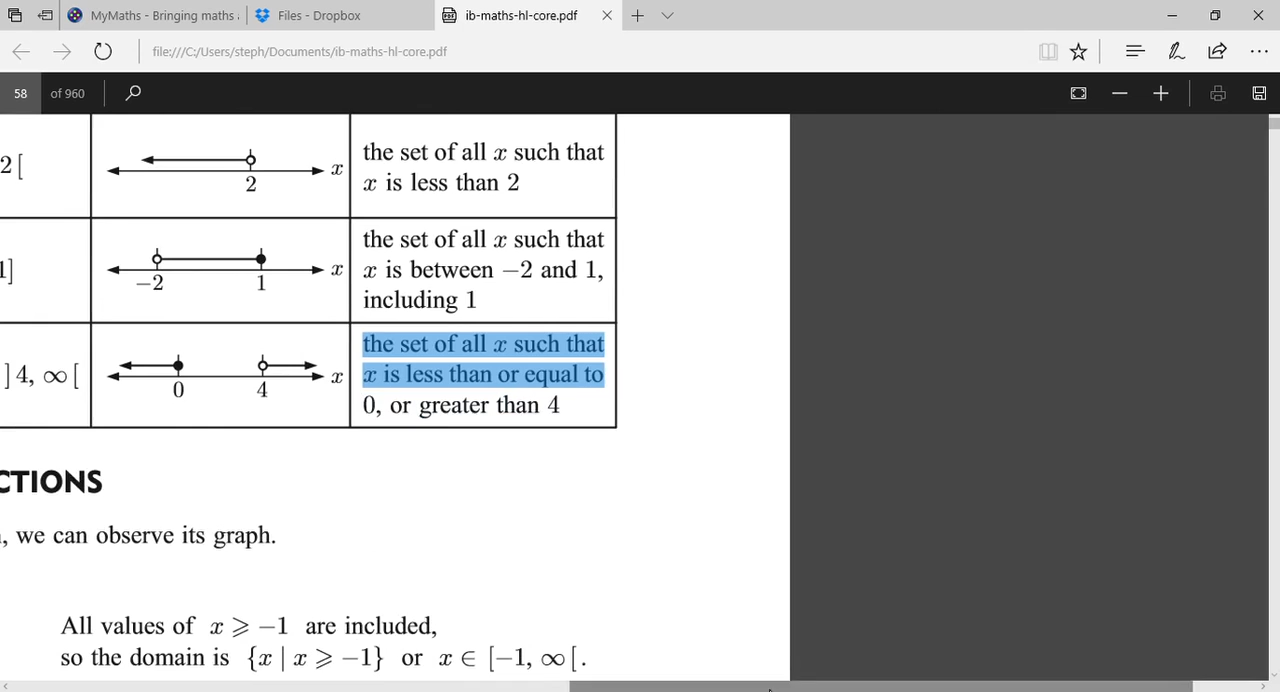 MyMaths - Bringing maths
Files - Dropbox
ib-maths-hl-core.pdf
file:///C:/Users/steph/Documents/ib-maths-hl-core.pdf
58 of 960
2[
2
x
the set of all x such that
x is less than 2
1]
−2 1
x
the set of all x such that
x is between −2 and 1,
including 1
]4, ∞[
0 4
x
the set of all x such that
x is less than or equal to
0, or greater than 4
CTIONS
, we can observe its graph.
All values of x ⩾ −1 are included,
so the domain is {x | x ⩾ −1} or x ∈ [−1, ∞[.